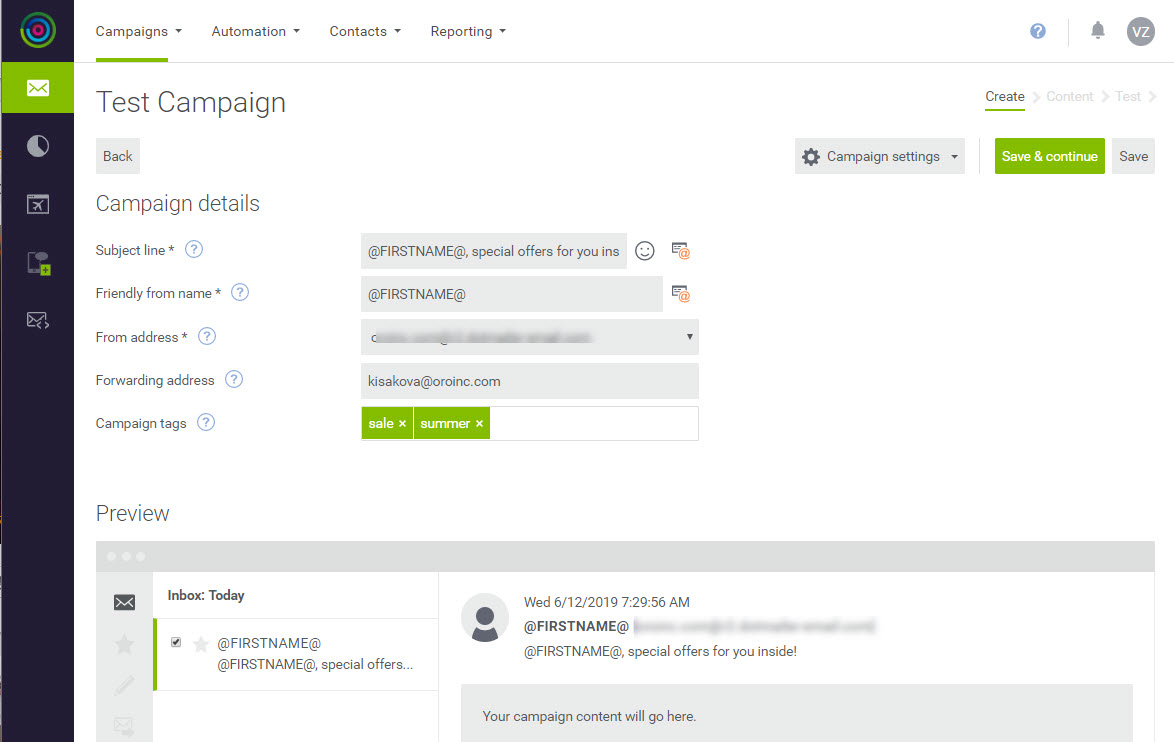 Campaigns Automation Contacts Reporting ? VZ
Test Campaign
Create Content Test
Back Campaign settings Save & continue Save
Campaign details
Subject line * ? @FIRSTNAME@, special offers for you ins
Friendly from name * ? @FIRSTNAME@
From address * ?
Forwarding address ? kisakova@oroinc.com
Campaign tags ? sale × summer ×
Preview
Inbox: Today
@FIRSTNAME@
@FIRSTNAME@, special offers...
Wed 6/12/2019 7:29:56 AM
@FIRSTNAME@
@FIRSTNAME@, special offers for you inside!
Your campaign content will go here.